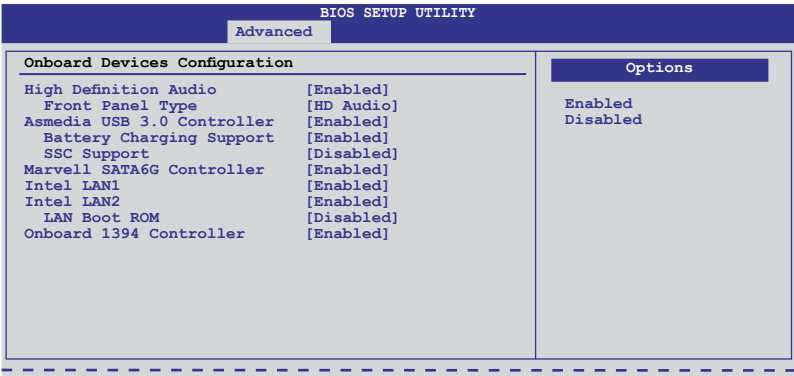 BIOS SETUP UTILITY
Advanced
Onboard Devices Configuration
High Definition Audio [Enabled]
Front Panel Type [HD Audio]
Asmedia USB 3.0 Controller [Enabled]
Battery Charging Support [Enabled]
SSC Support [Disabled]
Marvell SATA6G Controller [Enabled]
Intel LAN1 [Enabled]
Intel LAN2 [Enabled]
LAN Boot ROM [Disabled]
Onboard 1394 Controller [Enabled]
Options
Enabled
Disabled